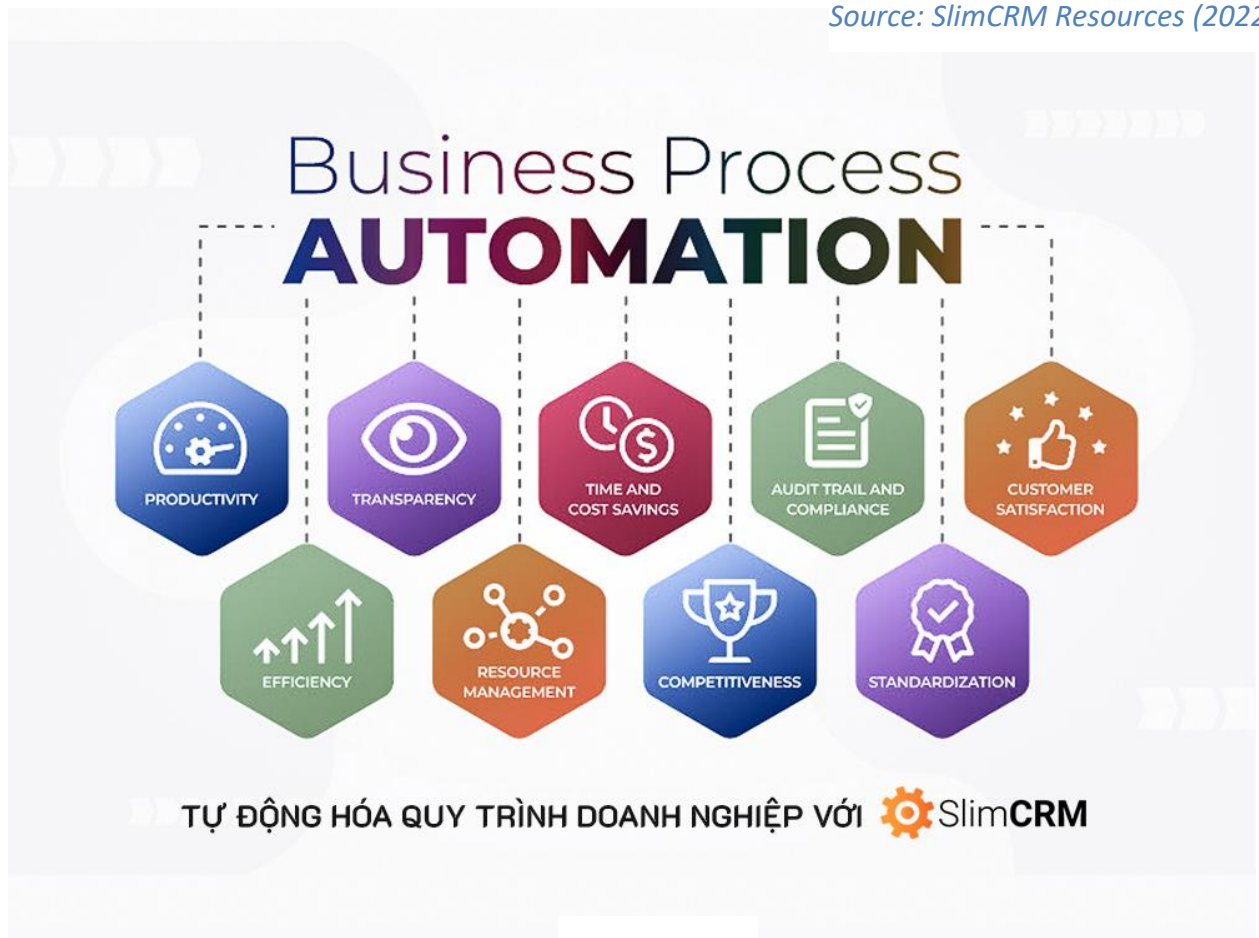 Source: SlimCRM Resources (2022
Business Process
AUTOMATION
PRODUCTIVITY
TRANSPARENCY
TIME AND
COST SAVINGS
AUDIT TRAIL AND
COMPLIANCE
CUSTOMER
SATISFACTION
EFFICIENCY
RESOURCE
MANAGEMENT
COMPETITIVENESS
STANDARDIZATION
TỰ ĐỘNG HÓA QUY TRÌNH DOANH NGHIỆP VỚI SlimCRM